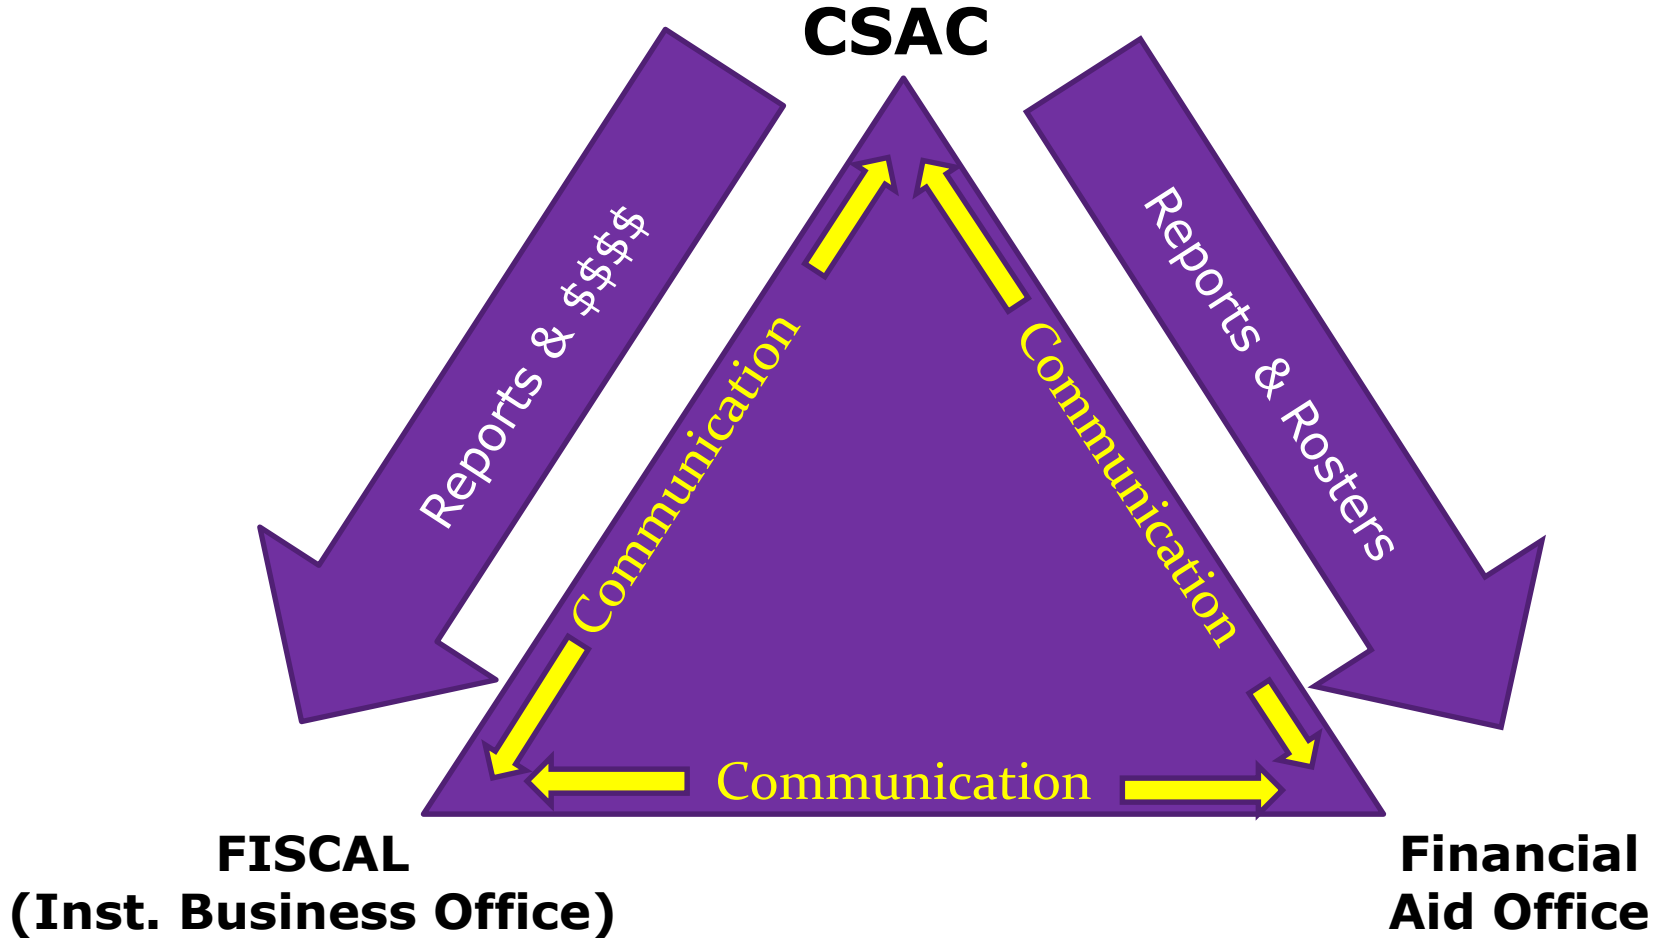 CSAC
Reports & $$$$
Reports & Rosters
Communication
Communication
Communication
FISCAL
(Inst. Business Office)
Financial
Aid Office